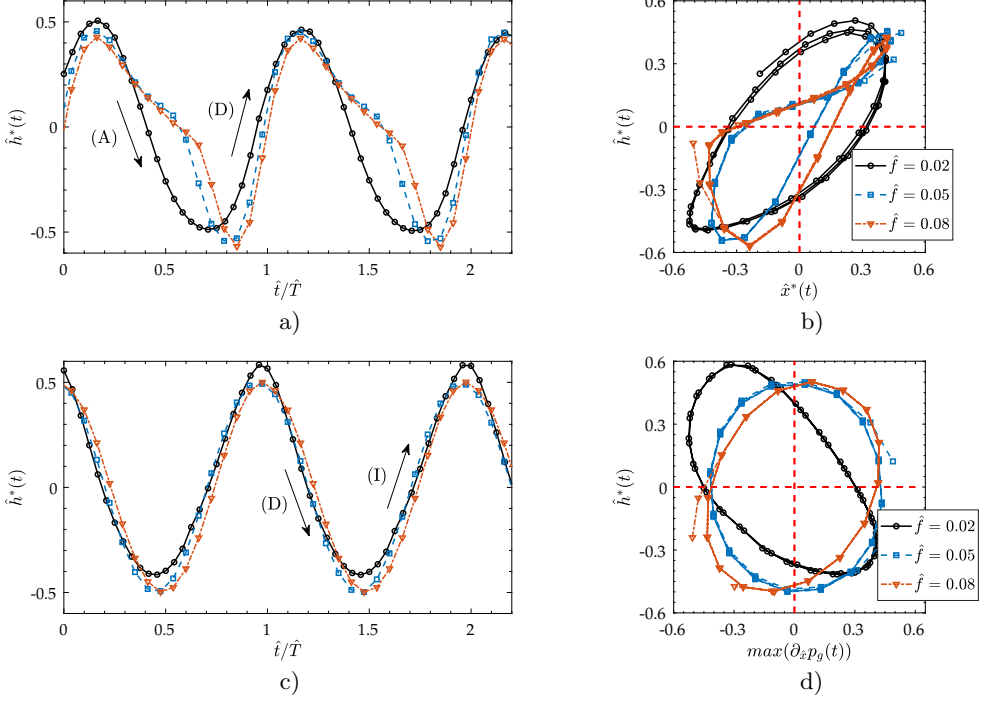 0.5
0
-0.5
ĥ*(t)
(A)
(D)
0 0.5 1 1.5 2
t̂/T̂
a)
0.6
0.3
0
-0.3
-0.6
ĥ*(t)
f̂ = 0.02
f̂ = 0.05
f̂ = 0.08
-0.6 -0.3 0 0.3 0.6
x̂*(t)
b)
0.5
0
-0.5
ĥ*(t)
(D)
(I)
0 0.5 1 1.5 2
t̂/T̂
c)
0.6
0.3
0
-0.3
-0.6
ĥ*(t)
f̂ = 0.02
f̂ = 0.05
f̂ = 0.08
-0.6 -0.3 0 0.3 0.6
max(∂x̂pg(t))
d)